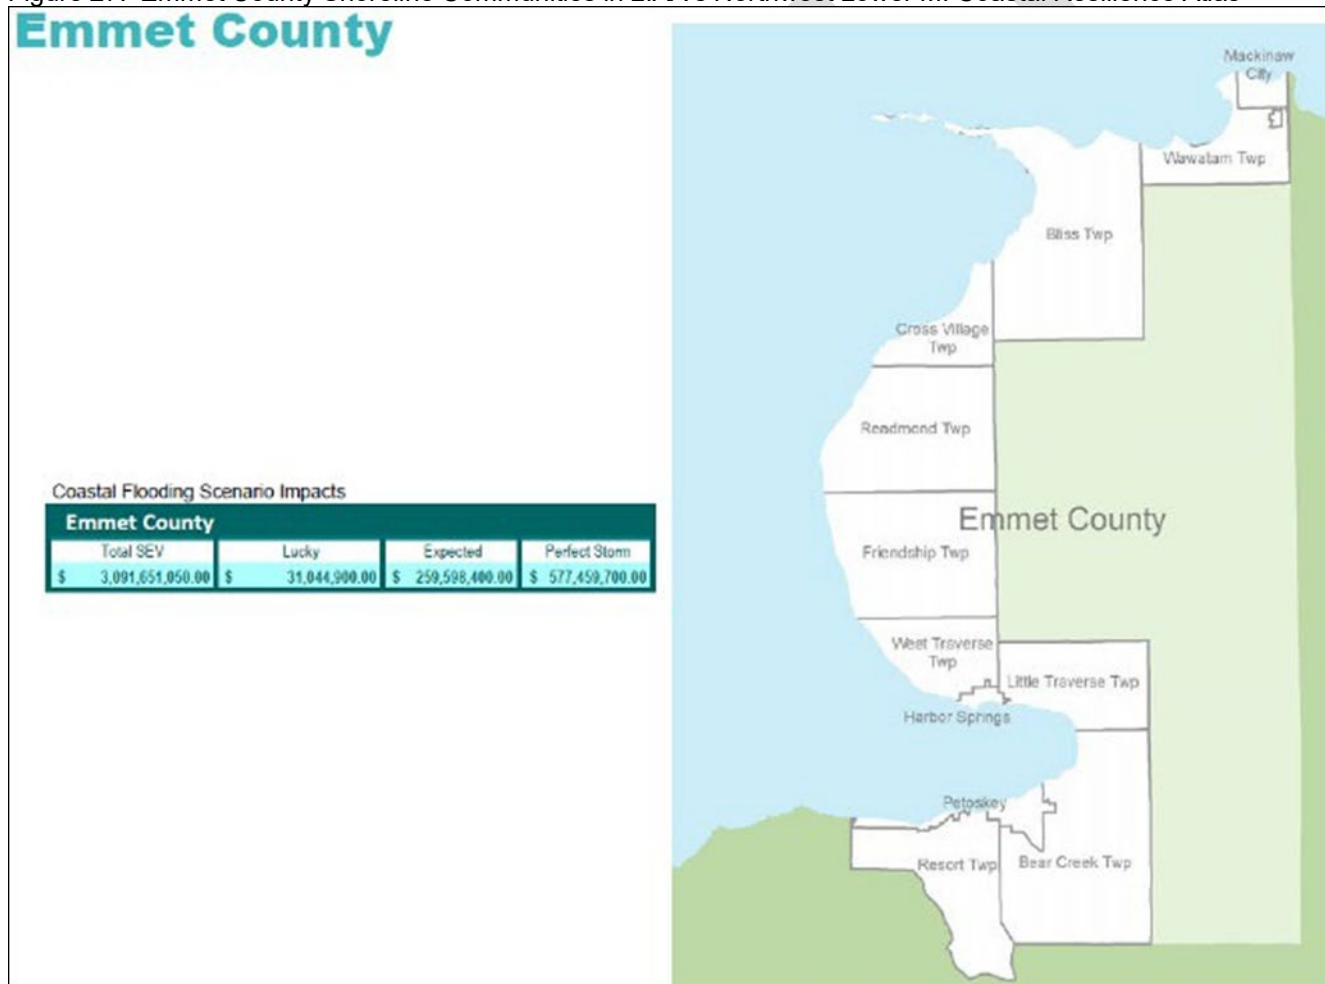 Emmet County
Coastal Flooding Scenario Impacts
Emmet County
Total SEV Lucky Expected Perfect Storm
$ 3,091,651,050.00 $ 31,044,900.00 $ 259,598,400.00 $ 577,459,700.00
Mackinaw
City
Wawatam Twp
Bliss Twp
Cross Village
Twp
Readmond Twp
Emmet County
Friendship Twp
West Traverse
Twp
Little Traverse Twp
Harbor Springs
Petoskey
Resort Twp
Bear Creek Twp